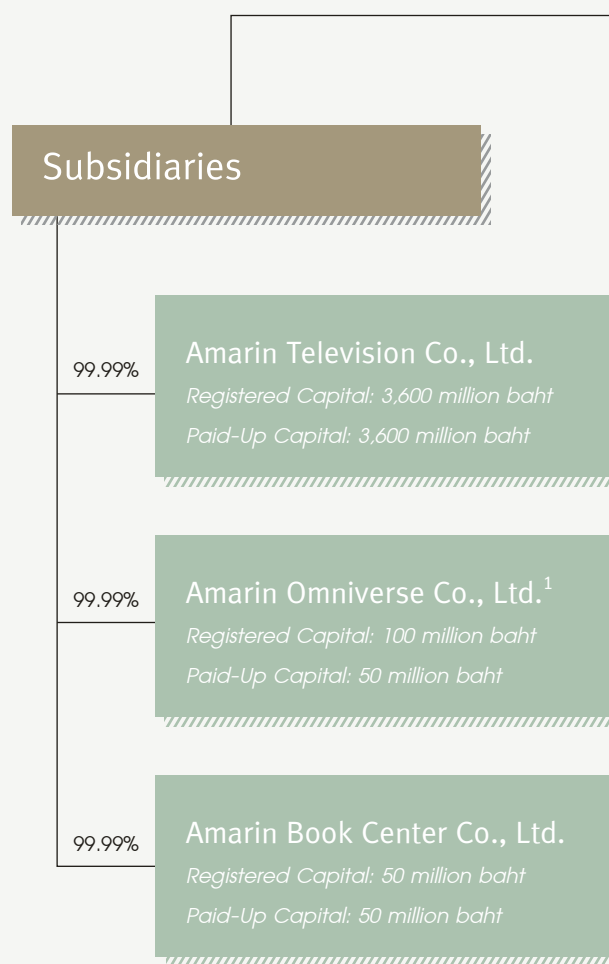 Subsidiaries
99.99%
Amarin Television Co., Ltd.
Registered Capital: 3,600 million baht
Paid-Up Capital: 3,600 million baht
99.99%
Amarin Omniverse Co., Ltd.¹
Registered Capital: 100 million baht
Paid-Up Capital: 50 million baht
99.99%
Amarin Book Center Co., Ltd.
Registered Capital: 50 million baht
Paid-Up Capital: 50 million baht